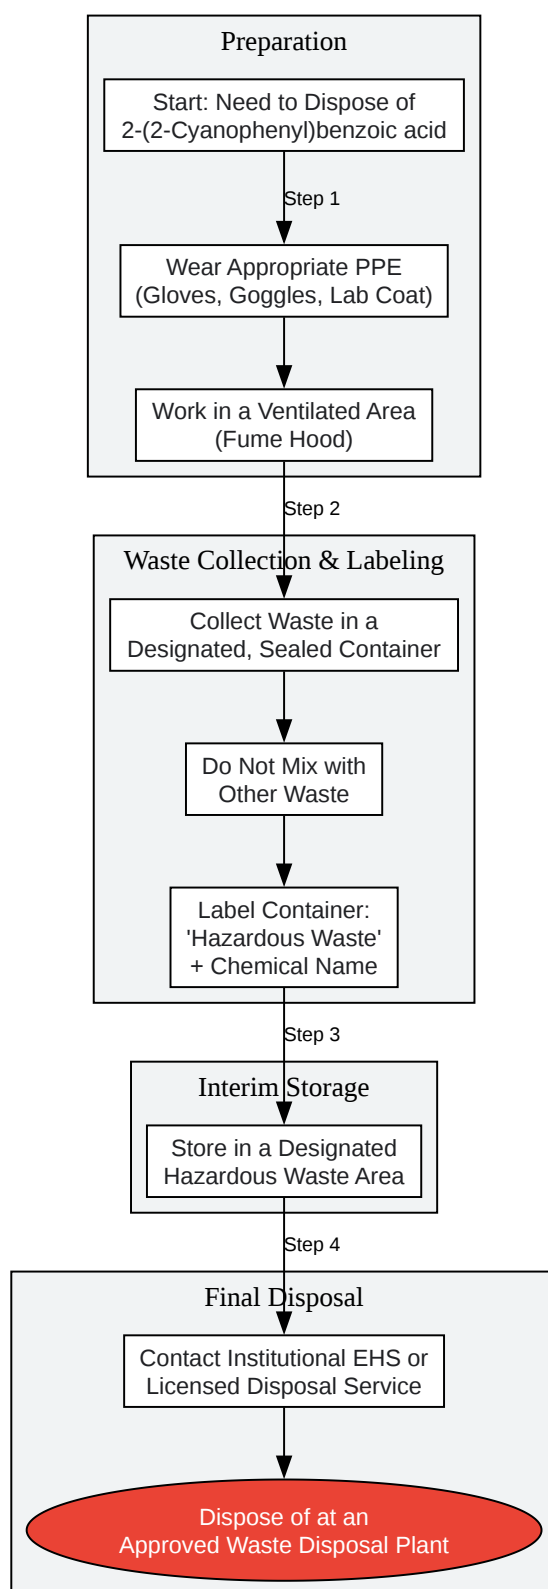 Preparation
Start: Need to Dispose of
2-(2-Cyanophenyl)benzoic acid
Step 1
Wear Appropriate PPE
(Gloves, Goggles, Lab Coat)
Work in a Ventilated Area
(Fume Hood)
Step 2
Waste Collection & Labeling
Collect Waste in a
Designated, Sealed Container
Do Not Mix with
Other Waste
Label Container:
'Hazardous Waste'
+ Chemical Name
Step 3
Interim Storage
Store in a Designated
Hazardous Waste Area
Step 4
Final Disposal
Contact Institutional EHS or
Licensed Disposal Service
Dispose of at an
Approved Waste Disposal Plant